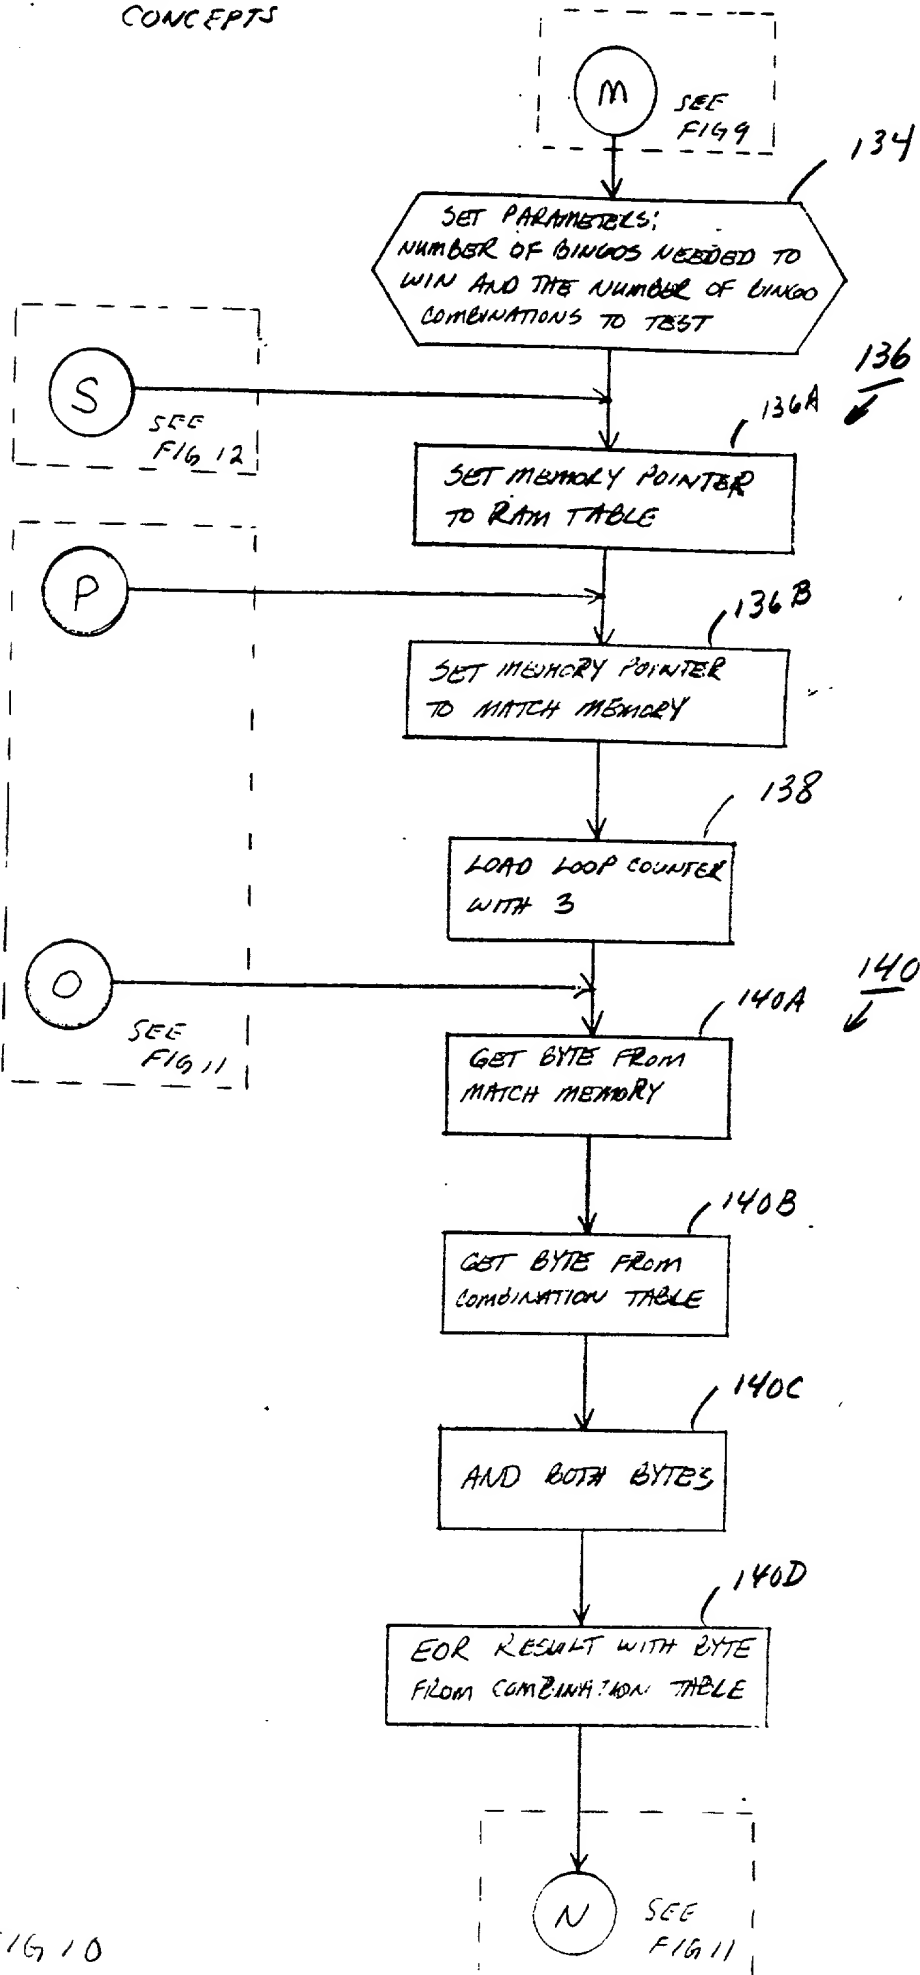 CONCEPTS
M
SEE
FIG 9
134
SET PARAMETERS:
NUMBER OF BINGOS NEEDED TO
WIN AND THE NUMBER OF BINGO
COMBINATIONS TO TEST
136
S
SEE
FIG 12
136A
SET MEMORY POINTER
TO RAM TABLE
P
136B
SET MEMORY POINTER
TO MATCH MEMORY
138
LOAD LOOP COUNTER
WITH 3
O
SEE
FIG 11
140
140A
GET BYTE FROM
MATCH MEMORY
140B
GET BYTE FROM
COMBINATION TABLE
140C
AND BOTH BYTES
140D
EOR RESULT WITH BYTE
FROM COMBINATION TABLE
N
SEE
FIG 11
FIG 10